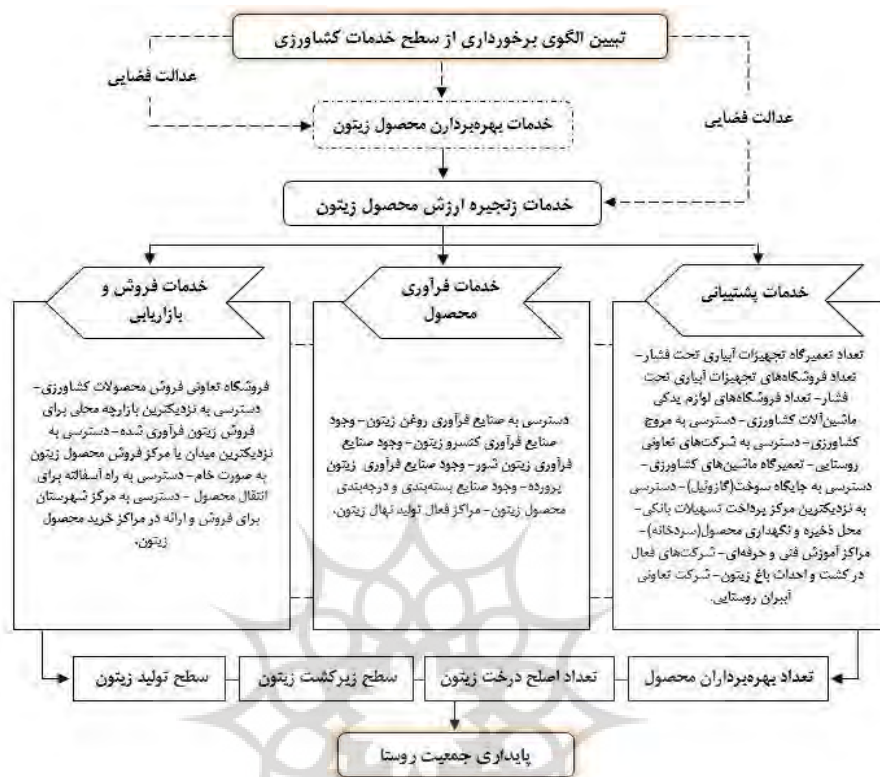 تبیین الگوی برخورداری از سطح خدمات کشاورزی
عدالت فضایی
عدالت فضایی
خدمات بهره‌بردارن محصول زیتون
خدمات زنجیره ارزش محصول زیتون
خدمات پشتیبانی
تعداد تعمیرگاه تجهیزات آبیاری تحت فشار-
تعداد فروشگاه‌های تجهیزات آبیاری تحت
فشار- تعداد فروشگاه‌های لوازم یدکی
ماشین‌آلات کشاورزی- دسترسی به مروج
کشاورزی- دسترسی به شرکت‌های تعاونی
روستایی- تعمیرگاه ماشین‌های کشاورزی-
دسترسی به جایگاه سوخت(گازوئیل)- دسترسی
به نزدیکترین مرکز پرداخت تسهیلات بانکی-
محل ذخیره و نگهداری محصول(سردخانه)-
مراکز آموزش فنی و حرفه‌ای- شرکت‌های فعال
در کشت و احداث باغ زیتون- شرکت تعاونی
آببران روستایی.
خدمات فرآوری
محصول
دسترسی به صنایع فرآوری روغن زیتون- وجود
صنایع فرآوری کنسرو زیتون- وجود صنایع
فرآوری زیتون شور- وجود صنایع فرآوری زیتون
پرورده- وجود صنایع بسته‌بندی و درجه‌بندی
محصول زیتون- مراکز فعال تولید نهال زیتون.
خدمات فروش و
بازاریابی
فروشگاه تعاونی فروش محصولات کشاورزی-
دسترسی به نزدیکترین بازارچه محلی برای
فروش زیتون فرآوری شده- دسترسی به
نزدیکترین میدان یا مرکز فروش محصول زیتون
به صورت خام- دسترسی به راه آسفالته برای
انتقال محصول- دسترسی به مرکز شهرستان
برای فروش و ارائه در مراکز خرید محصول
زیتون.
تعداد بهره‌برداران محصول
تعداد اصلح درخت زیتون
سطح زیرکشت زیتون
سطح تولید زیتون
پایداری جمعیت روستا